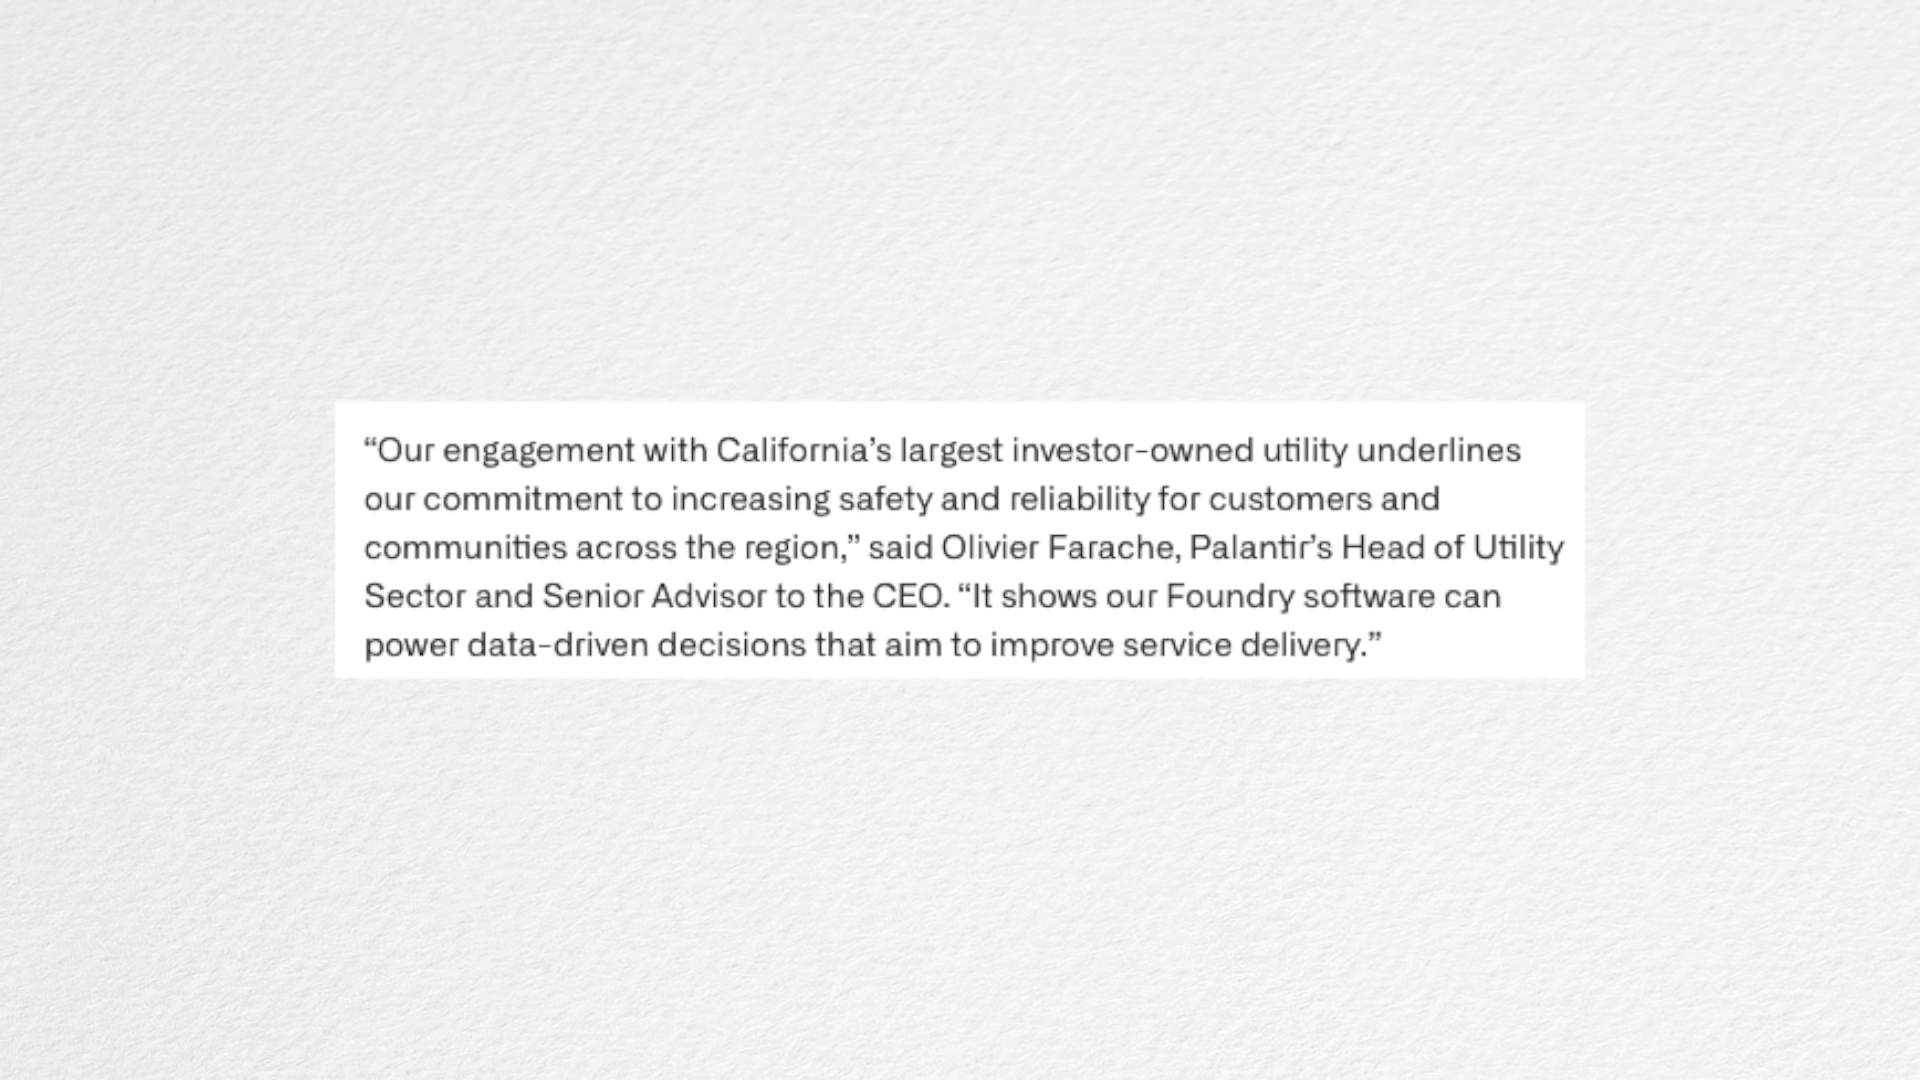 “Our engagement with California’s largest investor-owned utility underlines
our commitment to increasing safety and reliability for customers and
communities across the region,” said Olivier Farache, Palantir’s Head of Utility
Sector and Senior Advisor to the CEO. “It shows our Foundry software can
power data-driven decisions that aim to improve service delivery.”